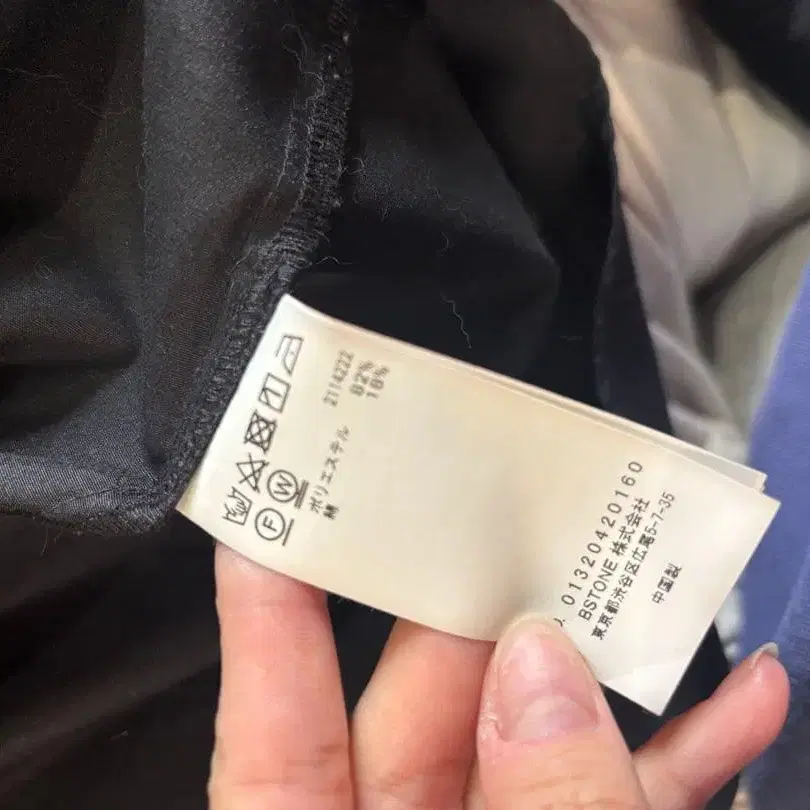 F W
2114222
ポリエステル 82%
綿 18%
01320420160
BSTONE 株式会社
東京都渋谷区広尾5-7-35
中国製